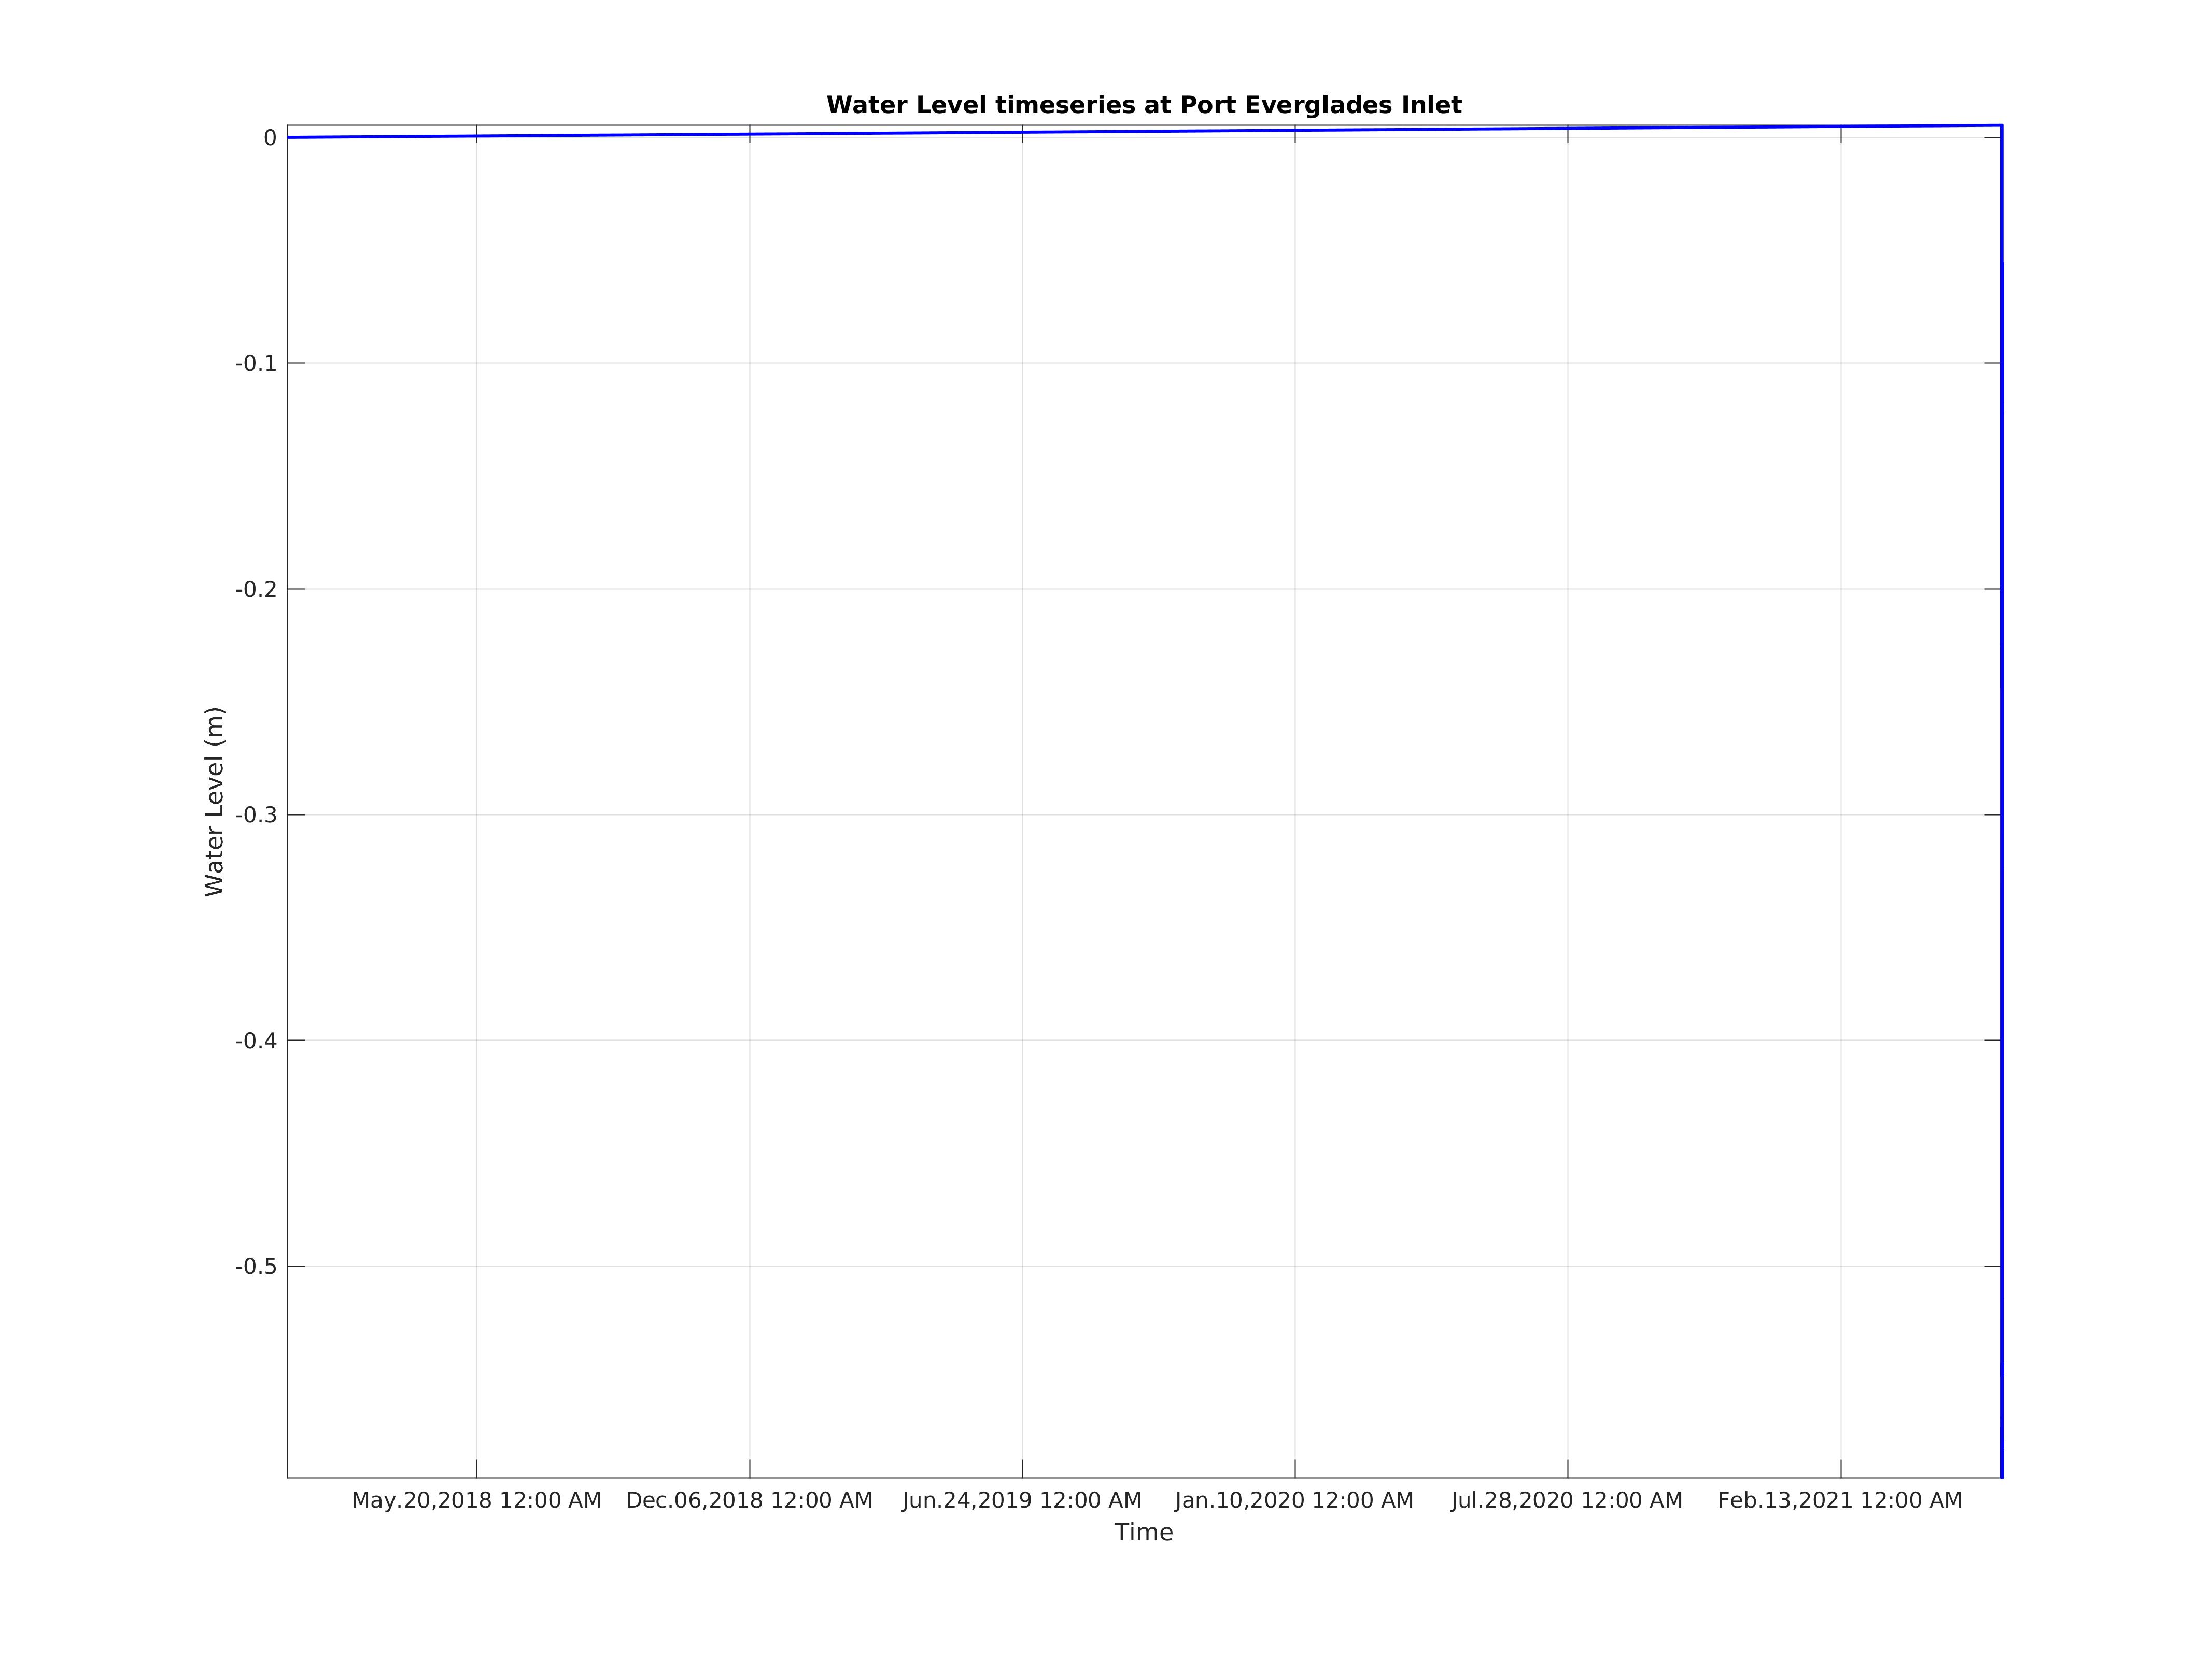 Water Level timeseries at Port Everglades Inlet
0
-0.1
-0.2
-0.3
-0.4
-0.5
Water Level (m)
May.20,2018 12:00 AM Dec.06,2018 12:00 AM Jun.24,2019 12:00 AM Jan.10,2020 12:00 AM Jul.28,2020 12:00 AM Feb.13,2021 12:00 AM
Time